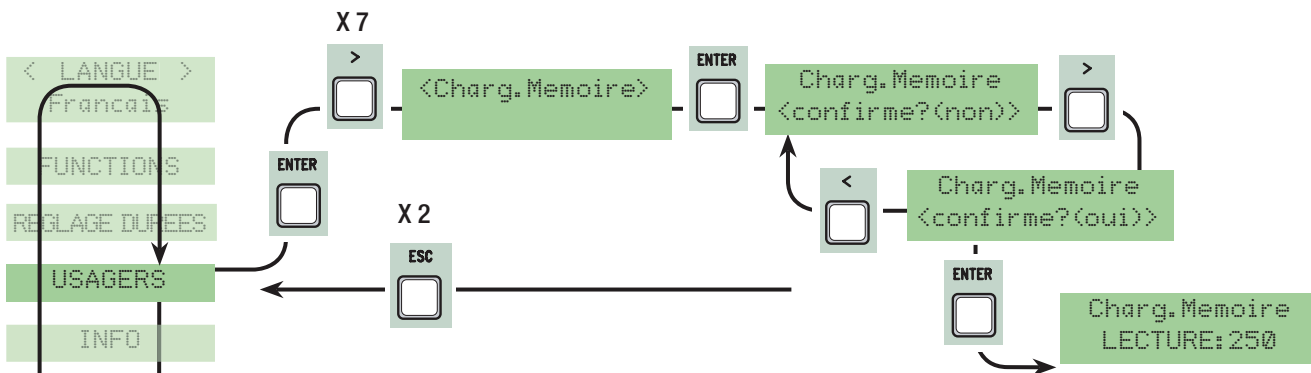 X 7
>
ENTER
< LANGUE >
Francais
FUNCTIONS
REGLAGE DUREES
USAGERS
INFO
ENTER
<Charg.Memoire>
Charg.Memoire
<confirme?(non)>
>
<
Charg.Memoire
<confirme?(oui)>
X 2
ESC
ENTER
Charg.Memoire
LECTURE:250